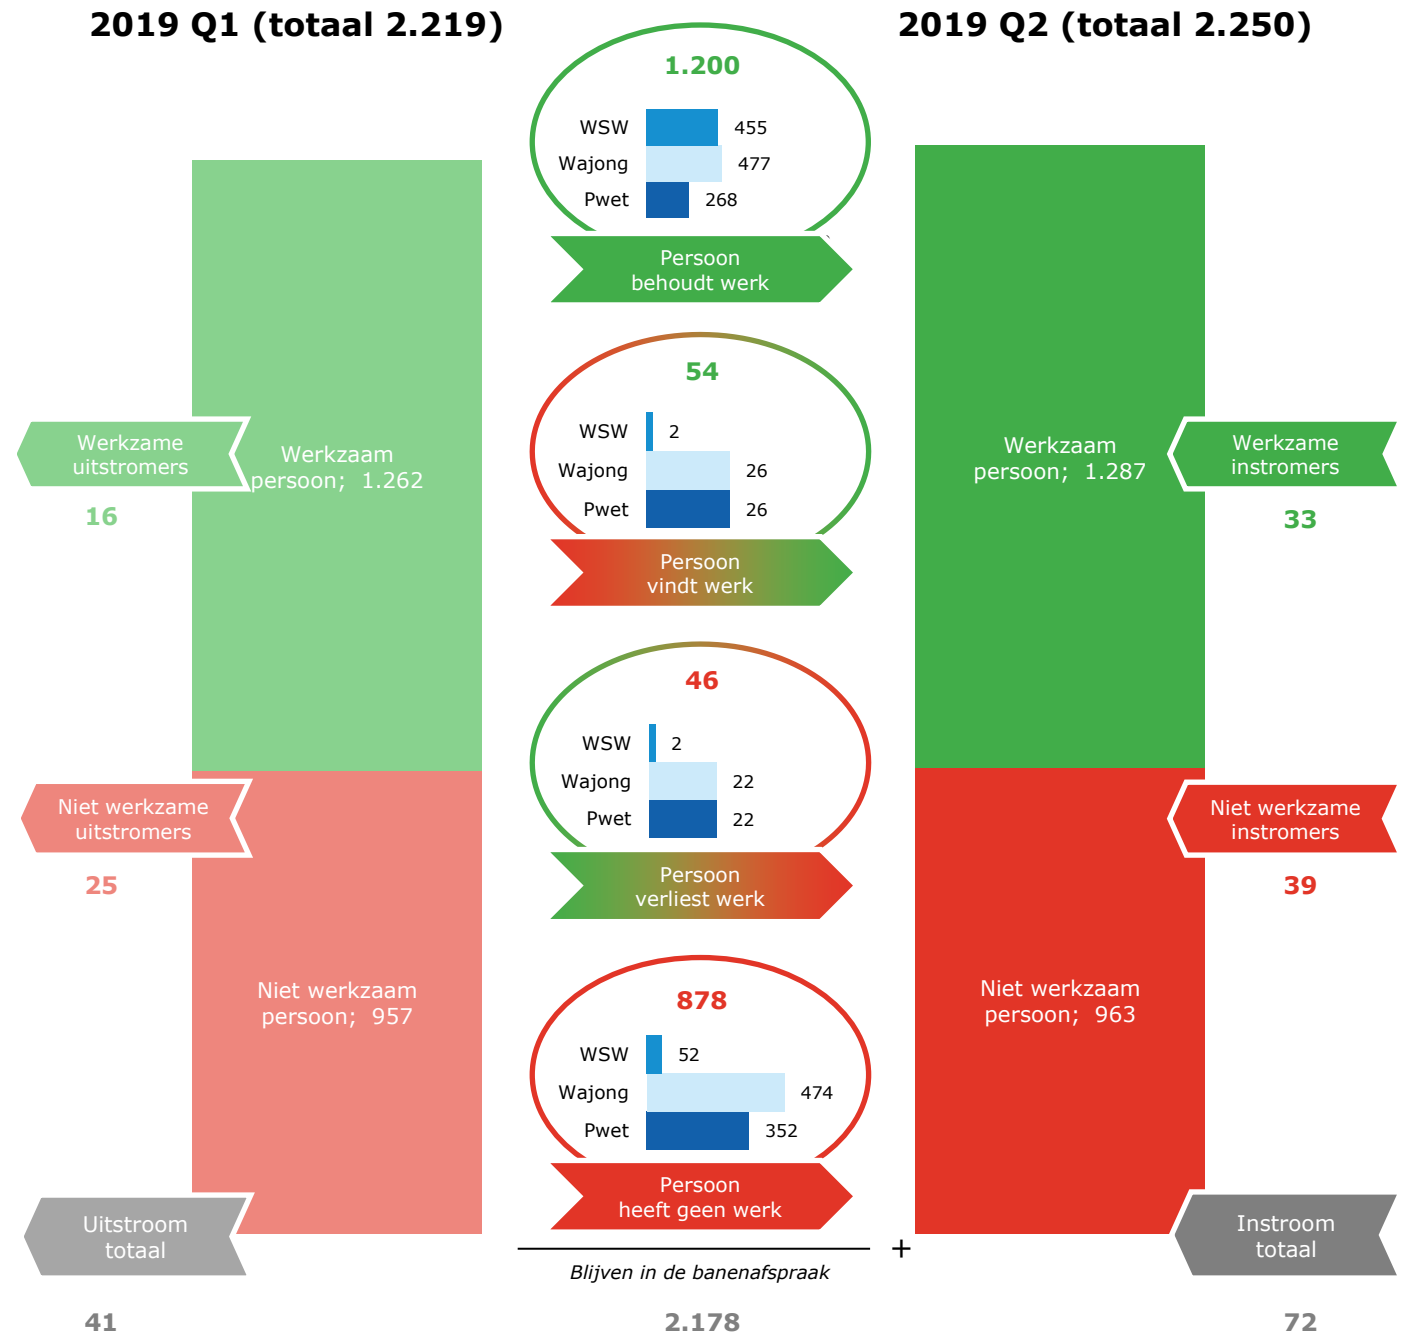 2019 Q1 (totaal 2.219)
2019 Q2 (totaal 2.250)
1.200
WSW 455
Wajong 477
Pwet 268
Persoon
behoudt werk
54
WSW 2
Wajong 26
Pwet 26
Persoon
vindt werk
46
WSW 2
Wajong 22
Pwet 22
Persoon
verliest werk
878
WSW 52
Wajong 474
Pwet 352
Persoon
heeft geen werk
Werkzame
uitstromers
16
Werkzaam
persoon; 1.262
Niet werkzame
uitstromers
25
Niet werkzaam
persoon; 957
Uitstroom
totaal
41
Werkzaam
persoon; 1.287
Werkzame
instromers
33
Niet werkzame
instromers
39
Niet werkzaam
persoon; 963
Instroom
totaal
72
+
Blijven in de banenafspraak
2.178